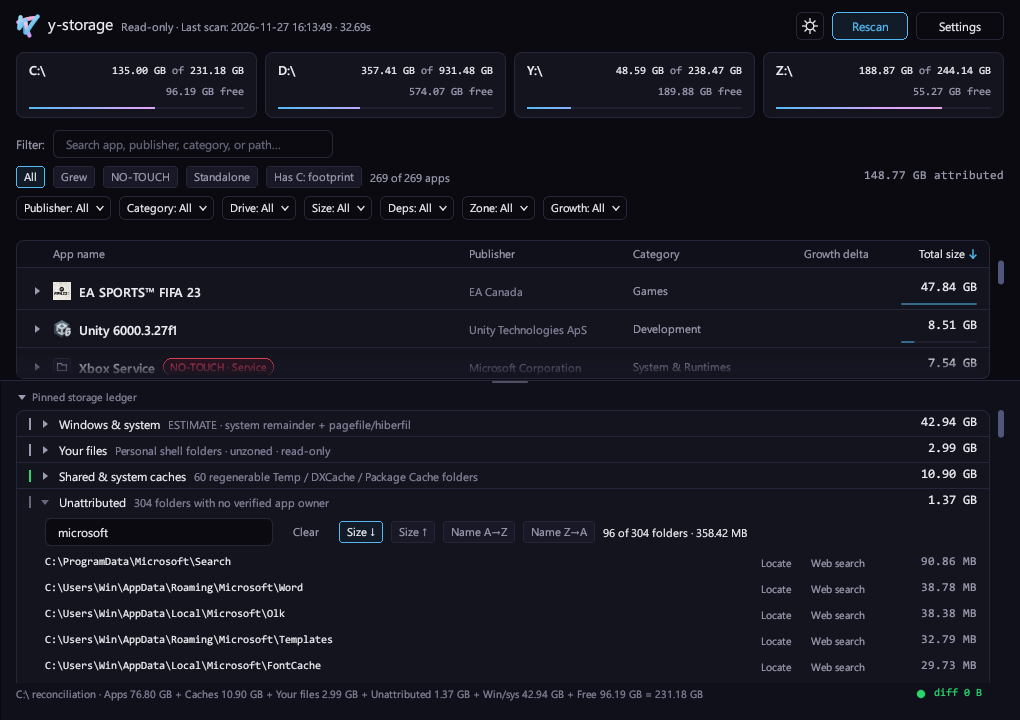 y-storage Read-only · Last scan: 2026-11-27 16:13:49 · 32.69s Rescan Settings
C:\ 135.00 GB of 231.18 GB
96.19 GB free
D:\ 357.41 GB of 931.48 GB
574.07 GB free
Y:\ 48.59 GB of 238.47 GB
189.88 GB free
Z:\ 188.87 GB of 244.14 GB
55.27 GB free
Filter: Search app, publisher, category, or path...
All Grew NO-TOUCH Standalone Has C: footprint 269 of 269 apps 148.77 GB attributed
Publisher: All Category: All Drive: All Size: All Deps: All Zone: All Growth: All
App name Publisher Category Growth delta Total size ↓
EA SPORTS™ FIFA 23 EA Canada Games 47.84 GB
Unity 6000.3.27f1 Unity Technologies ApS Development 8.51 GB
Xbox Service NO-TOUCH · Service Microsoft Corporation System & Runtimes 7.54 GB
Pinned storage ledger
Windows & system ESTIMATE · system remainder + pagefile/hiberfil 42.94 GB
Your files Personal shell folders · unzoned · read-only 2.99 GB
Shared & system caches 60 regenerable Temp / DXCache / Package Cache folders 10.90 GB
Unattributed 304 folders with no verified app owner 1.37 GB
microsoft Clear Size ↓ Size ↑ Name A→Z Name Z→A 96 of 304 folders · 358.42 MB
C:\ProgramData\Microsoft\Search Locate Web search 90.86 MB
C:\Users\Win\AppData\Roaming\Microsoft\Word Locate Web search 38.78 MB
C:\Users\Win\AppData\Local\Microsoft\Olk Locate Web search 38.38 MB
C:\Users\Win\AppData\Roaming\Microsoft\Templates Locate Web search 32.79 MB
C:\Users\Win\AppData\Local\Microsoft\FontCache Locate Web search 29.73 MB
C:\ reconciliation · Apps 76.80 GB + Caches 10.90 GB + Your files 2.99 GB + Unattributed 1.37 GB + Win/sys 42.94 GB + Free 96.19 GB = 231.18 GB diff 0 B